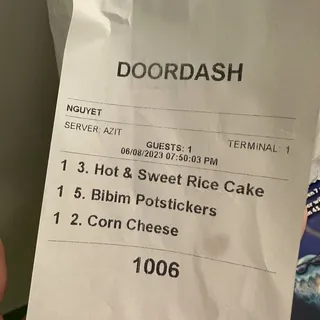 DOORDASH
NGUYET
SERVER: AZIT
TERMINAL: 1
GUESTS: 1
06/08/2023 07:50:03 PM
1 3. Hot & Sweet Rice Cake
1 5. Bibim Potstickers
1 2. Corn Cheese
1006